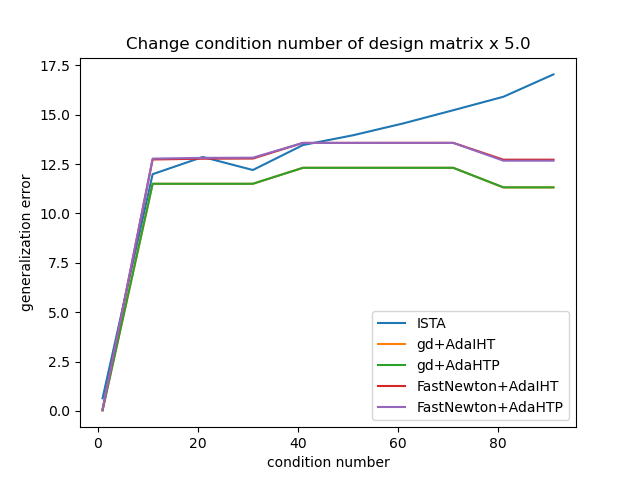 Change condition number of design matrix x 5.0
generalization error
17.5
15.0
12.5
10.0
7.5
5.0
2.5
0.0
ISTA
gd+AdaIHT
gd+AdaHTP
FastNewton+AdaIHT
FastNewton+AdaHTP
0 20 40 60 80
condition number